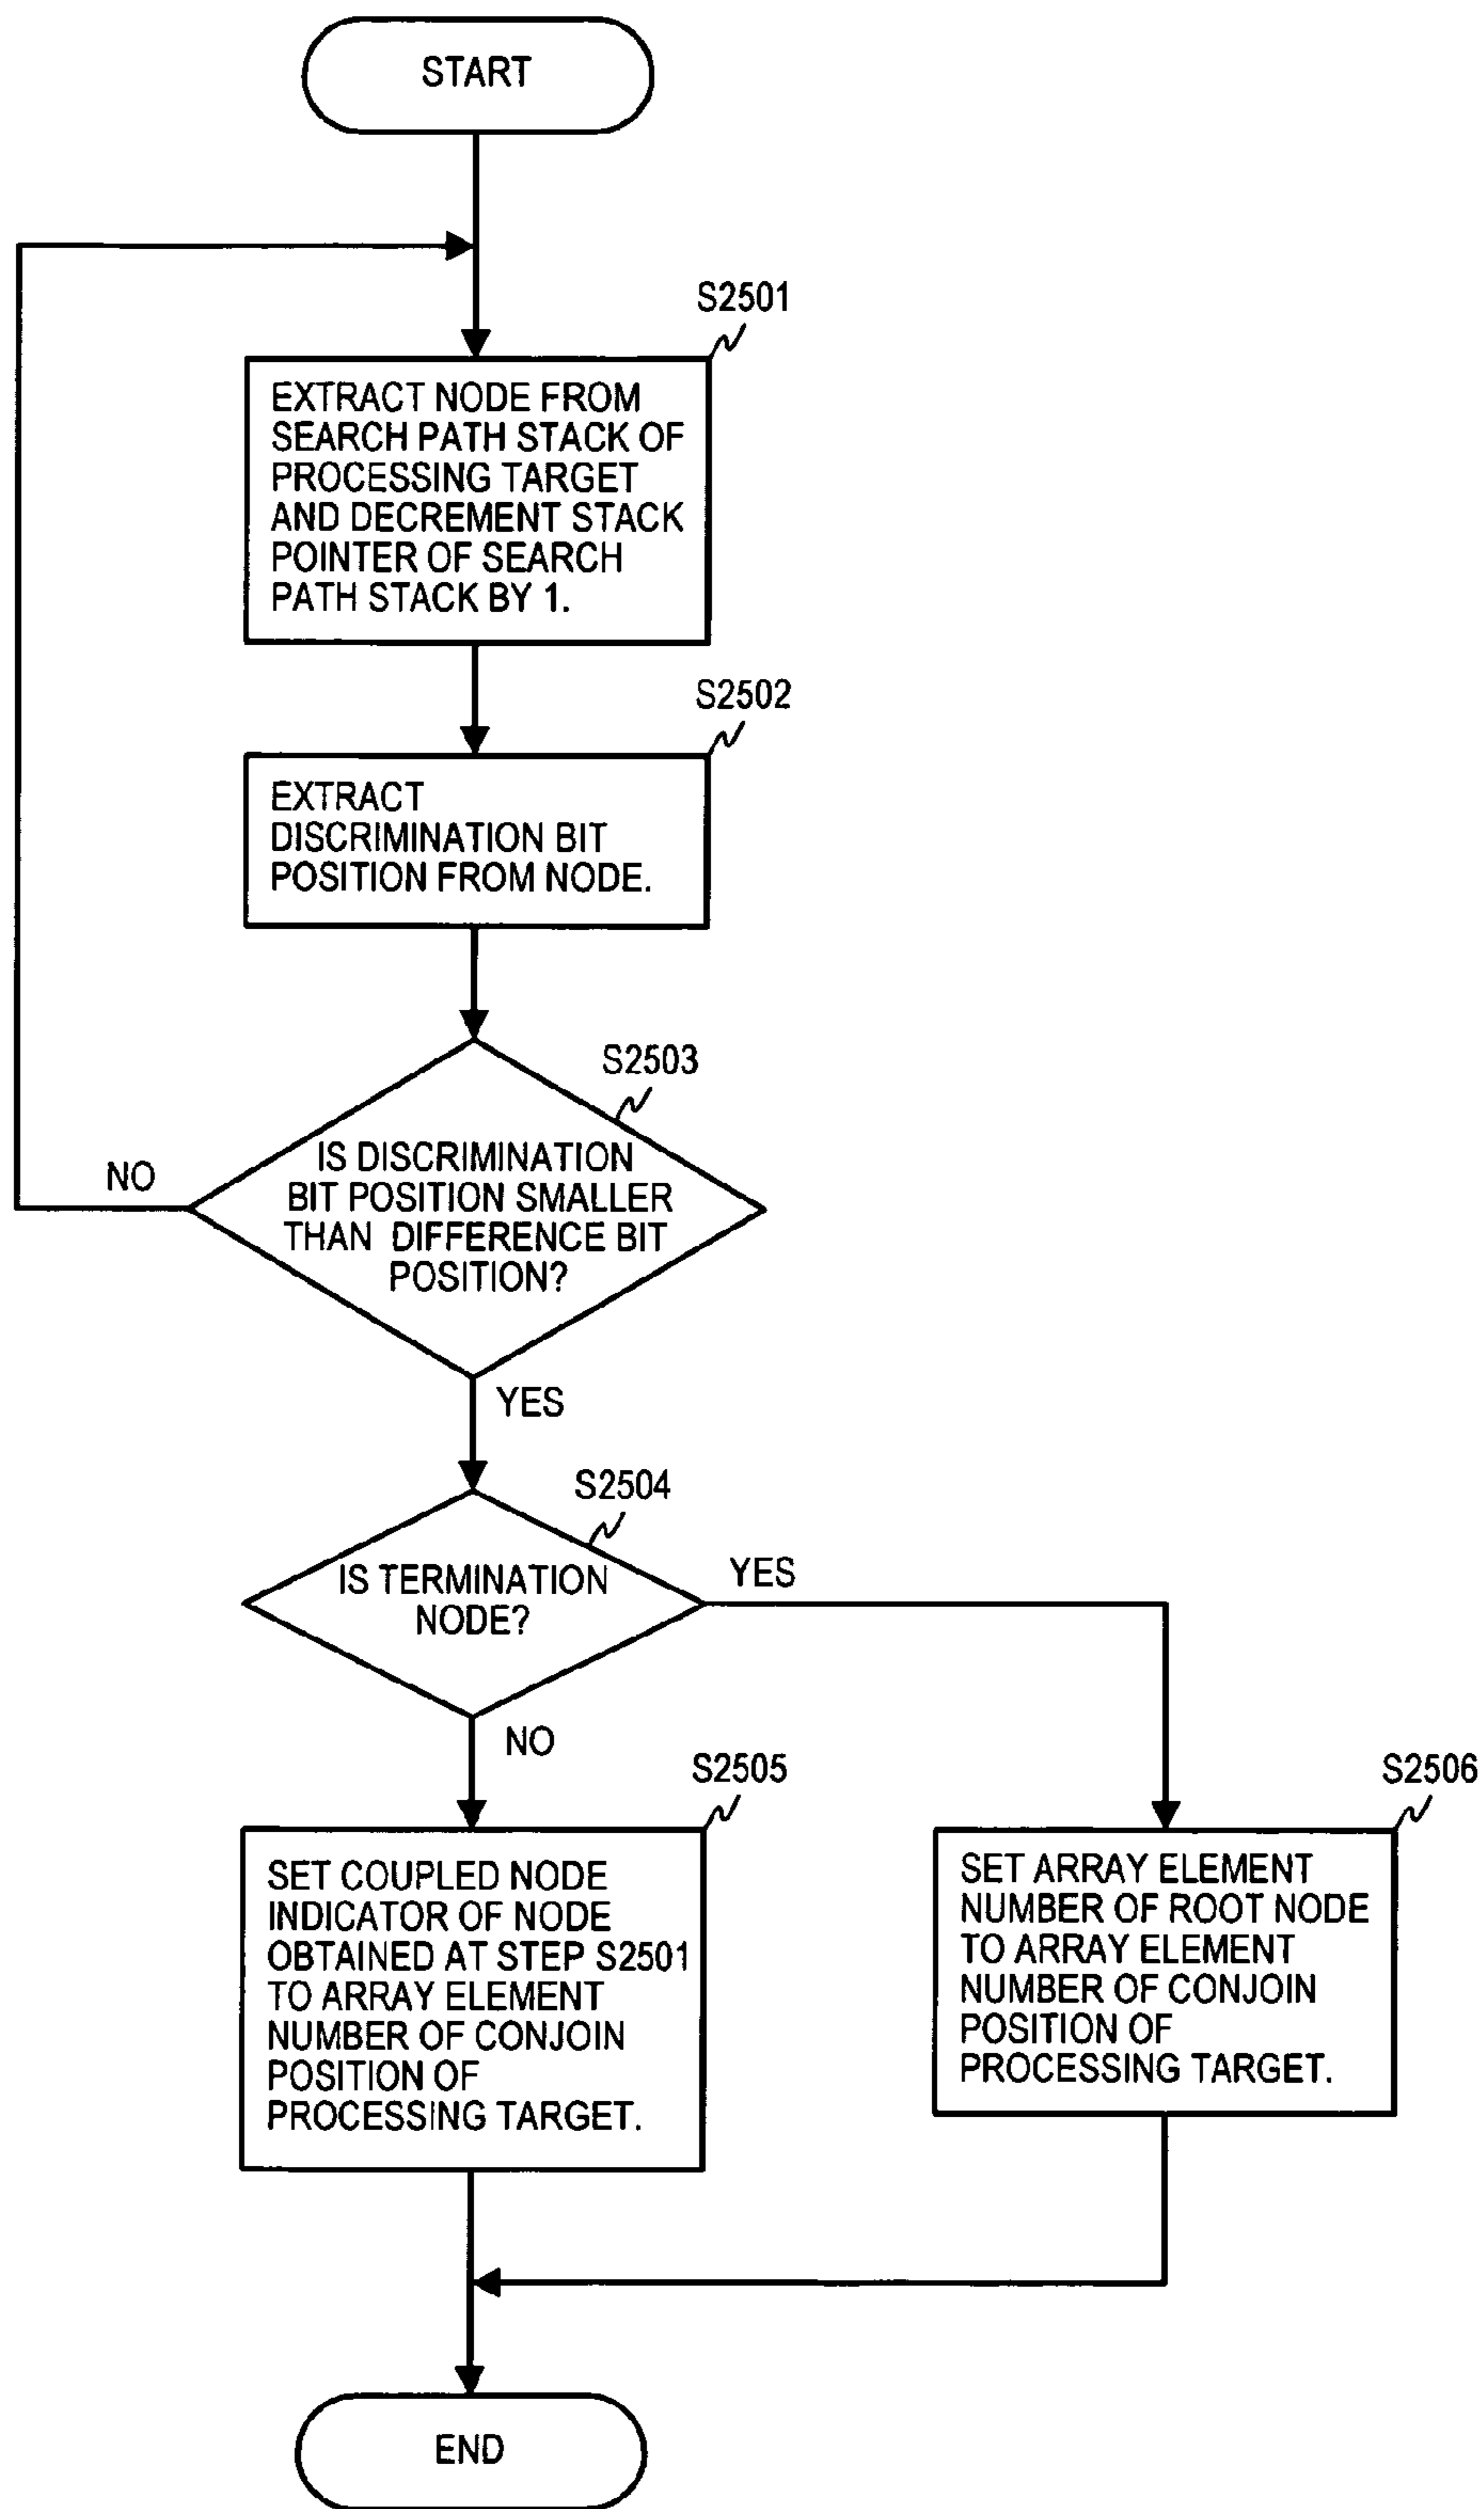 START
S2501
EXTRACT NODE FROM
SEARCH PATH STACK OF
PROCESSING TARGET
AND DECREMENT STACK
POINTER OF SEARCH
PATH STACK BY 1.
S2502
EXTRACT
DISCRIMINATION BIT
POSITION FROM NODE.
S2503
IS DISCRIMINATION
BIT POSITION SMALLER
THAN DIFFERENCE BIT
POSITION?
NO
YES
S2504
IS TERMINATION
NODE?
YES
NO
S2505
SET COUPLED NODE
INDICATOR OF NODE
OBTAINED AT STEP S2501
TO ARRAY ELEMENT
NUMBER OF CONJOIN
POSITION OF
PROCESSING TARGET.
S2506
SET ARRAY ELEMENT
NUMBER OF ROOT NODE
TO ARRAY ELEMENT
NUMBER OF CONJOIN
POSITION OF
PROCESSING TARGET.
END